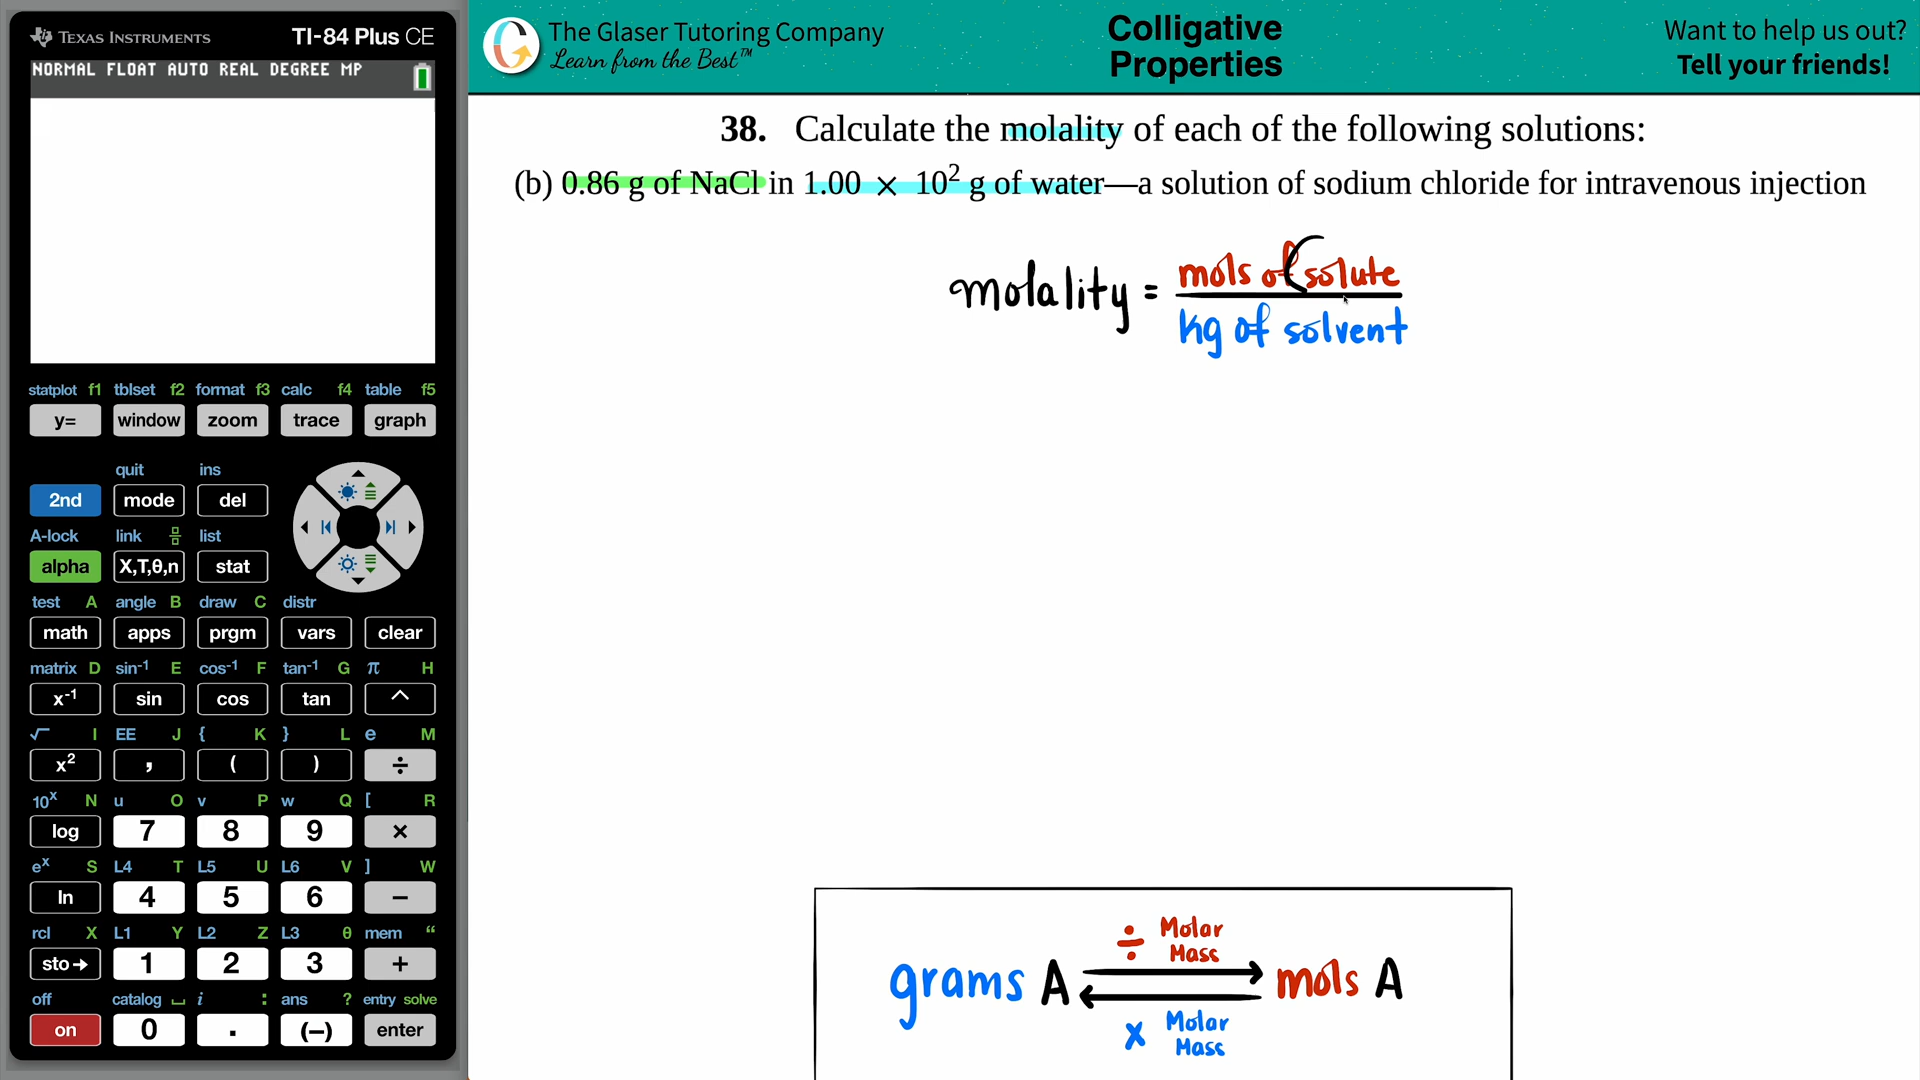 TEXAS INSTRUMENTS TI-84 Plus CE
NORMAL FLOAT AUTO REAL DEGREE MP
statplot f1 tblset f2 format f3 calc f4 table f5
y= window zoom trace graph
quit ins
2nd mode del
A-lock link list
alpha X,T,θ,n stat
test A angle B draw C distr
math apps prgm vars clear
matrix D sin⁻¹ E cos⁻¹ F tan⁻¹ G π H
x⁻¹ sin cos tan ^
√ I EE J { K } L e M
x² , ( ) ÷
10ˣ N u O v P w Q [ R
log 7 8 9 ×
eˣ S L4 T L5 U L6 V ] W
ln 4 5 6 −
rcl X L1 Y L2 Z L3 θ mem “
sto→ 1 2 3 +
off catalog ⎵ i : ans ? entry solve
on 0 . (−) enter
The Glaser Tutoring Company
Learn from the Best™
Colligative
Properties
Want to help us out?
Tell your friends!
38. Calculate the molality of each of the following solutions:
(b) 0.86 g of NaCl in 1.00 × 10² g of water—a solution of sodium chloride for intravenous injection
molality = mols of (solute
kg of solvent
÷ Molar
Mass
grams A mols A
x Molar
Mass